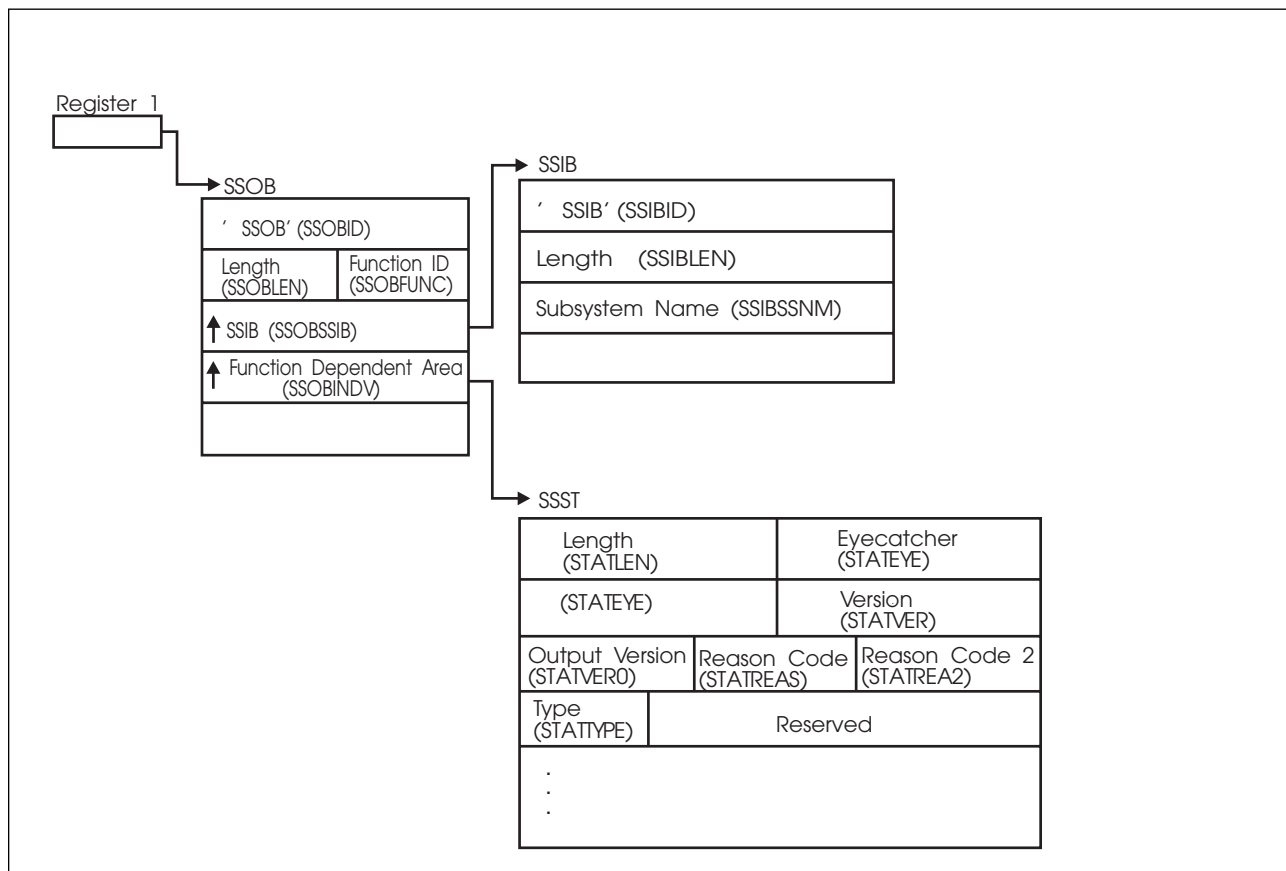 Register 1
SSOB
' SSOB' (SSOBID)
Length
(SSOBLEN)
Function ID
(SSOBFUNC)
SSIB (SSOBSSIB)
Function Dependent Area
(SSOBINDV)
SSIB
' SSIB' (SSIBID)
Length (SSIBLEN)
Subsystem Name (SSIBSSNM)
SSST
Length
(STATLEN)
Eyecatcher
(STATEYE)
(STATEYE)
Version
(STATVER)
Output Version
(STATVER0)
Reason Code
(STATREAS)
Reason Code 2
(STATREA2)
Type
(STATTYPE)
Reserved
.
.
.